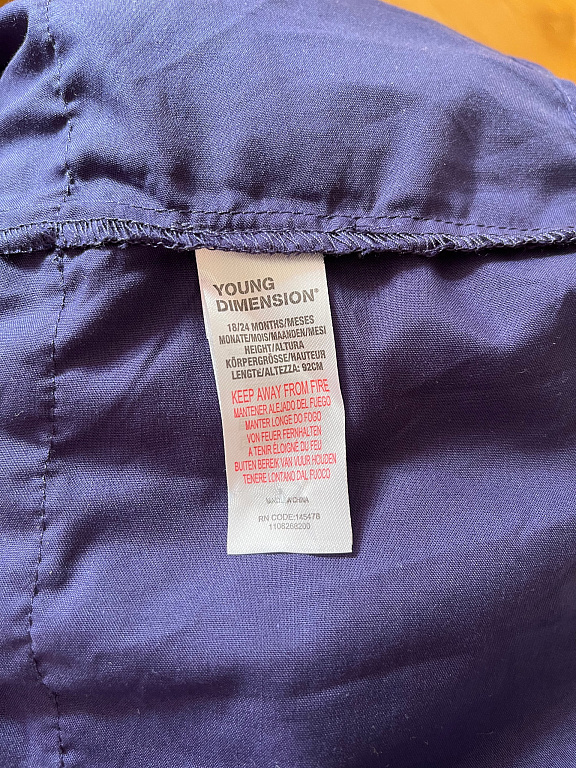 YOUNG
DIMENSION®
18/24 MONTHS/MESES
MONATE/MOIS/MAANDEN/MESI
HEIGHT/ALTURA
KÖRPERGRÖSSE/HAUTEUR
LENGTE/ALTEZZA: 92CM
KEEP AWAY FROM FIRE
MANTENER ALEJADO DEL FUEGO
MANTER LONGE DO FOGO
VON FEUER FERNHALTEN
A TENIR ÉLOIGNÉ DU FEU
BUITEN BEREIK VAN VUUR HOUDEN
TENERE LONTANO DAL FUOCO
MADE IN CHINA
RN CODE:145478
1106268200